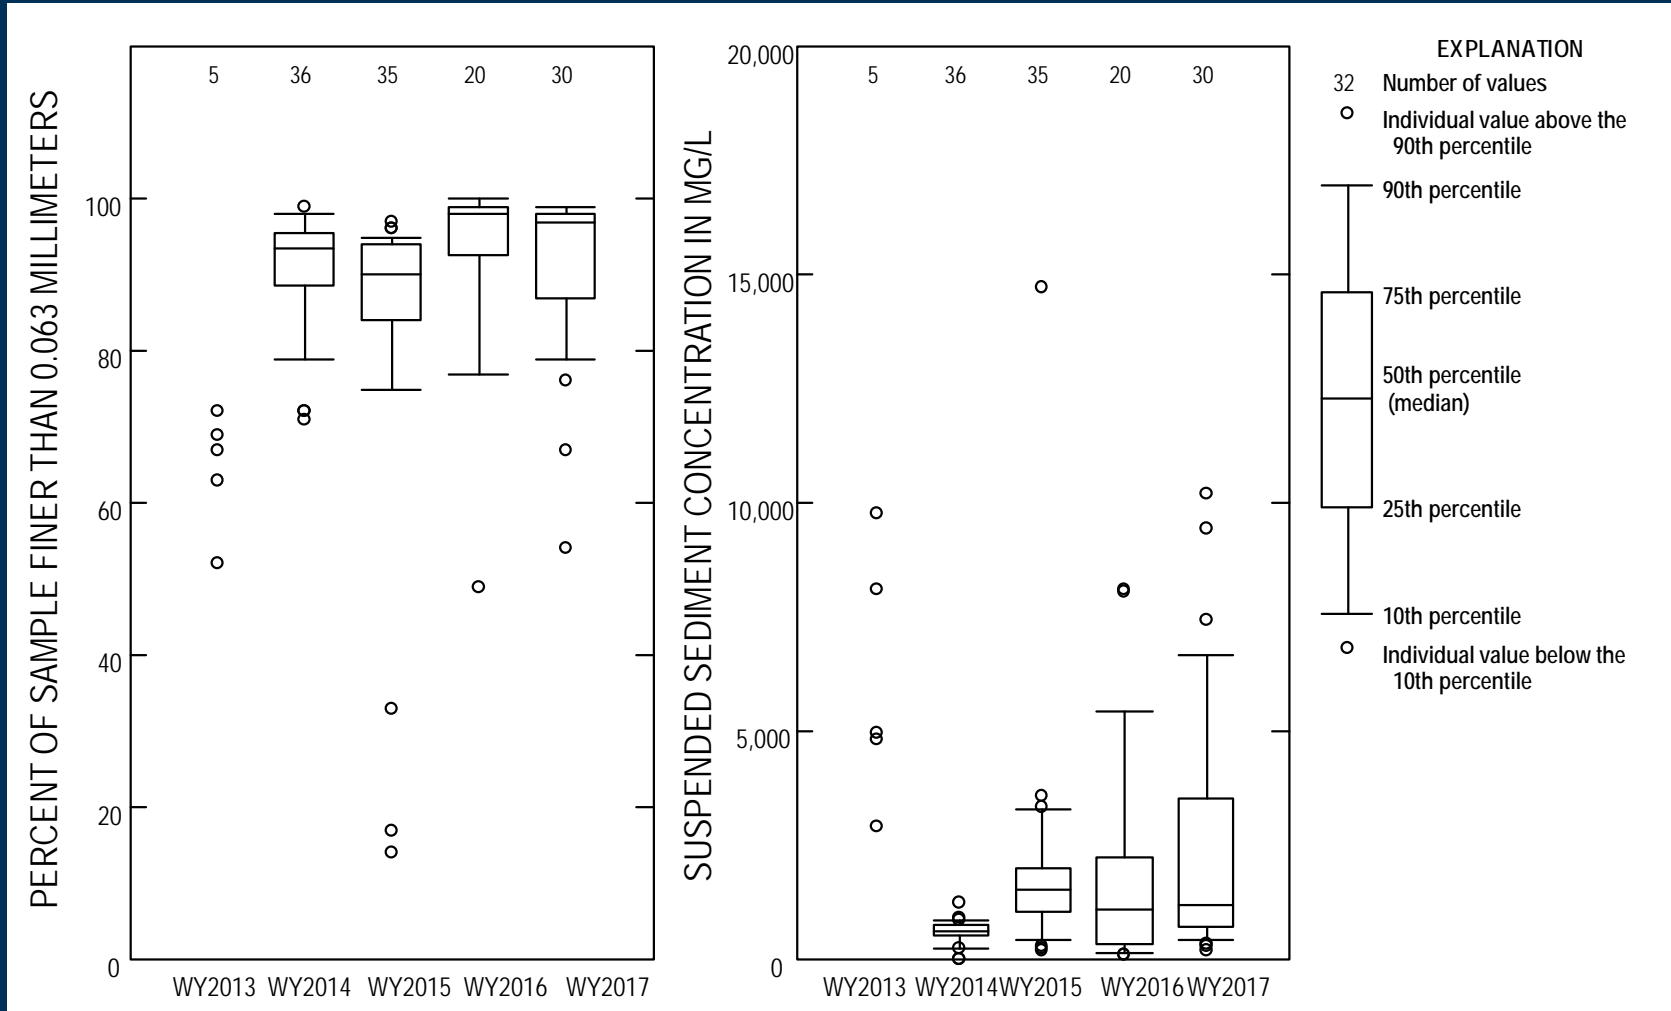 PERCENT OF SAMPLE FINER THAN 0.063 MILLIMETERS
5 36 35 20 30
100
80
60
40
20
0
WY2013 WY2014 WY2015 WY2016 WY2017
SUSPENDED SEDIMENT CONCENTRATION IN MG/L
20,000
5 36 35 20 30
15,000
10,000
5,000
0
WY2013 WY2014 WY2015 WY2016 WY2017
EXPLANATION
32 Number of values
Individual value above the
90th percentile
90th percentile
75th percentile
50th percentile
(median)
25th percentile
10th percentile
Individual value below the
10th percentile